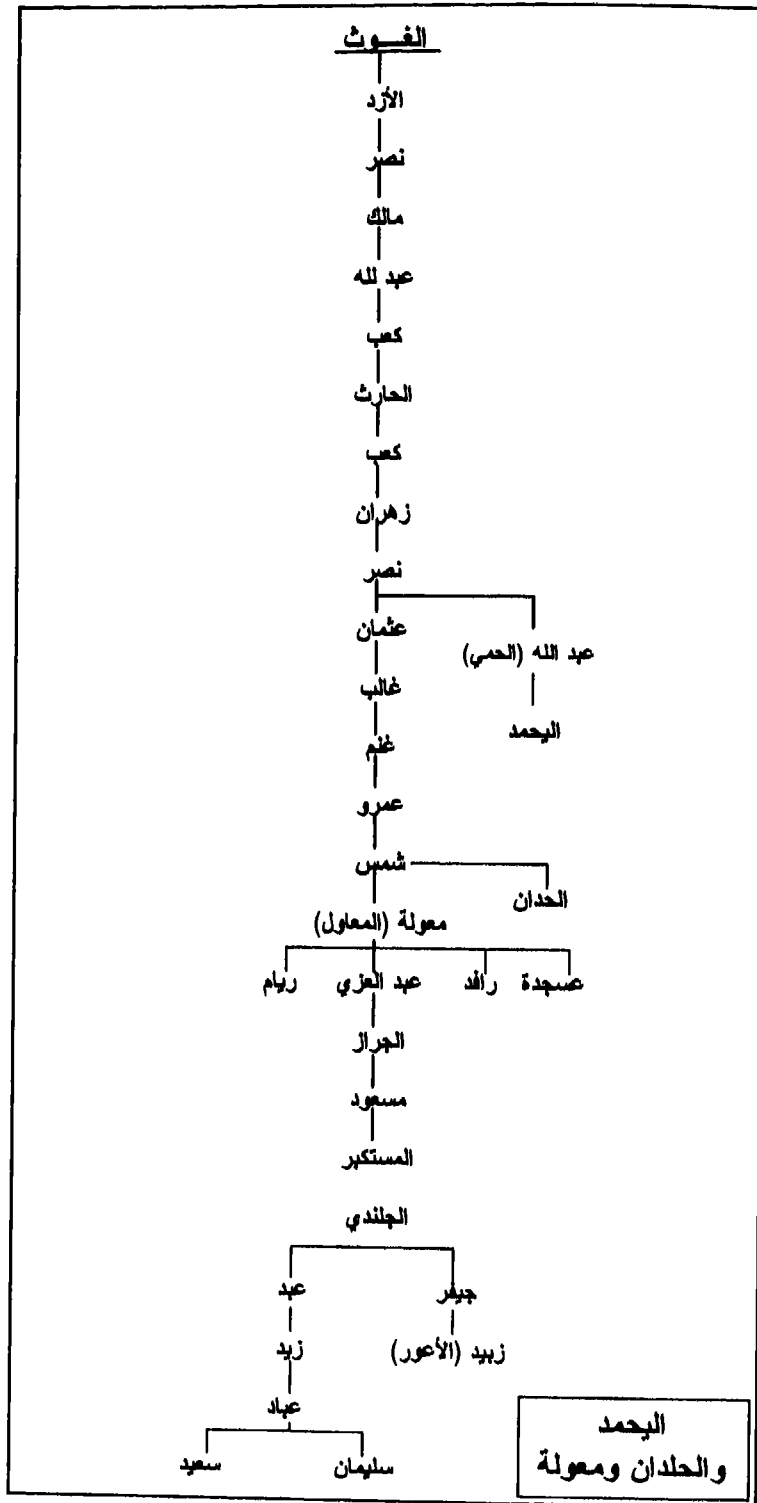 الغـــوث
الأزد
نصر
مالك
عبد لله
كعب
الحارث
كعب
زهران
نصر
عثمان
عبد الله (الحمي)
غالب
اليحمد
غنم
عمرو
شمس
الحدان
معولة (المعاول)
عسجدة رافد عبد العزي ريام
الجراز
مسعود
المستكبر
الجلندي
جيفر عبد
زبيد (الأعور) زيد
عباد
سليمان سعيد
اليحمد
والحلدان ومعولة